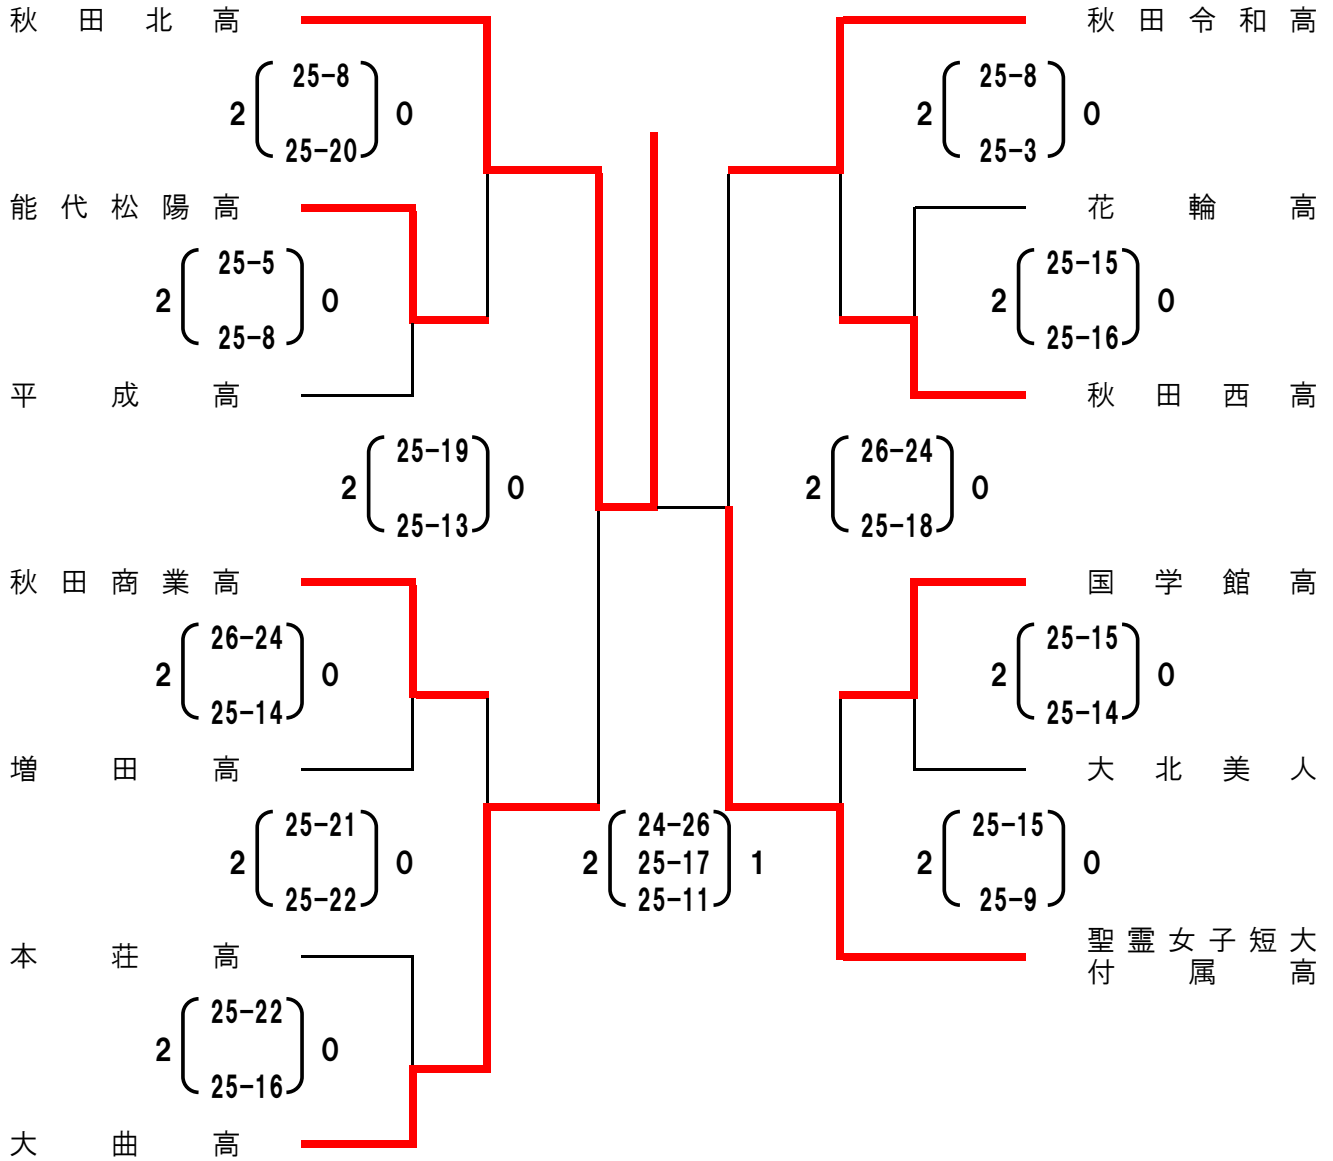 秋田北高
秋田令和高
25-8
2 0
25-20
25-8
2 0
25-3
能代松陽高
花輪高
25-5
2 0
25-8
25-15
2 0
25-16
平成高
秋田西高
25-19
2 0
25-13
26-24
2 0
25-18
秋田商業高
国学館高
26-24
2 0
25-14
25-15
2 0
25-14
増田高
大北美人
25-21
2 0
25-22
24-26
2 25-17 1
25-11
25-15
2 0
25-9
本荘高
聖霊女子短大
付属高
25-22
2 0
25-16
大曲高